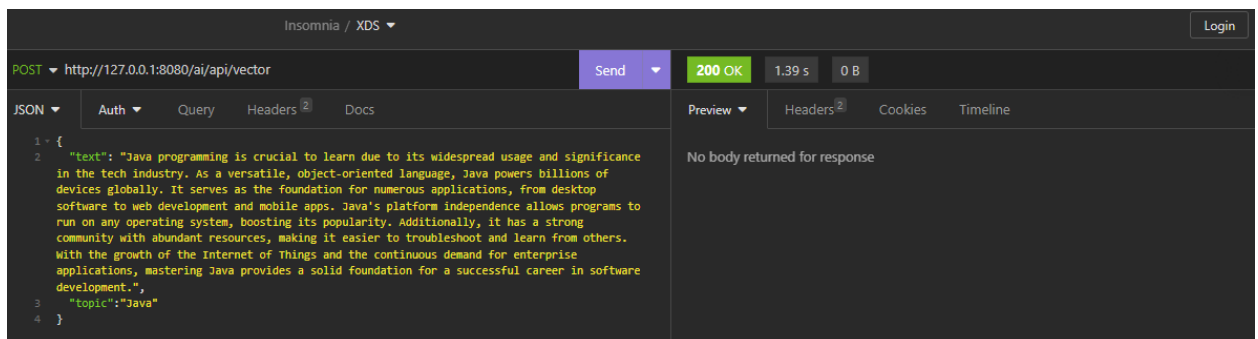 Insomnia / XDS
Login
POST http://127.0.0.1:8080/ai/api/vector
Send
200 OK 1.39 s 0 B
JSON Auth Query Headers 2 Docs
Preview Headers 2 Cookies Timeline
1 {
2 "text": "Java programming is crucial to learn due to its widespread usage and significance
in the tech industry. As a versatile, object-oriented language, Java powers billions of
devices globally. It serves as the foundation for numerous applications, from desktop
software to web development and mobile apps. Java's platform independence allows programs to
run on any operating system, boosting its popularity. Additionally, it has a strong
community with abundant resources, making it easier to troubleshoot and learn from others.
With the growth of the Internet of Things and the continuous demand for enterprise
applications, mastering Java provides a solid foundation for a successful career in software
development.",
3 "topic":"Java"
4 }
No body returned for response